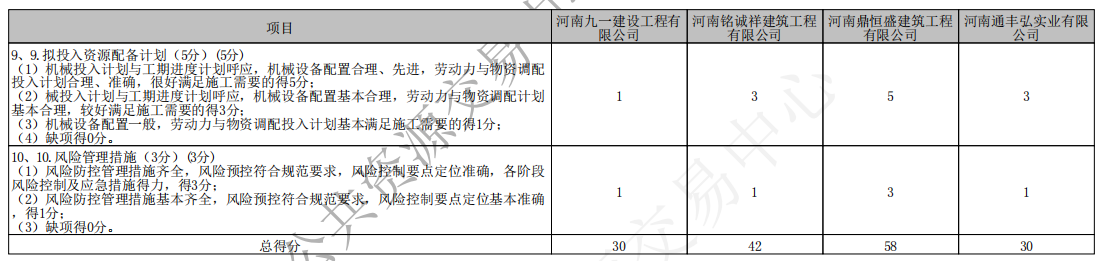 项目
河南九一建设工程有限公司
河南铭诚祥建筑工程有限公司
河南鼎恒盛建筑工程有限公司
河南通丰弘实业有限公司
9、9.拟投入资源配备计划（5分）(5分)
（1）机械投入计划与工期进度计划呼应，机械设备配置合理、先进，劳动力与物资调配
投入计划合理、准确，很好满足施工需要的得5分；
（2）械投入计划与工期进度计划呼应，机械设备配置基本合理，劳动力与物资调配计划
基本合理，较好满足施工需要的得3分；
（3）机械设备配置一般，劳动力与物资调配投入计划基本满足施工需要的得1分；
（4）缺项得0分。
1 3 5 3
10、10.风险管理措施（3分）(3分)
（1）风险防控管理措施齐全，风险预控符合规范要求，风险控制要点定位准确，各阶段
风险控制及应急措施得力，得3分；
（2）风险防控管理措施基本齐全，风险预控符合规范要求，风险控制要点定位基本准确
，得1分；
（3）缺项得0分。
1 1 3 1
总得分 30 42 58 30
公共资源交易
交易中心